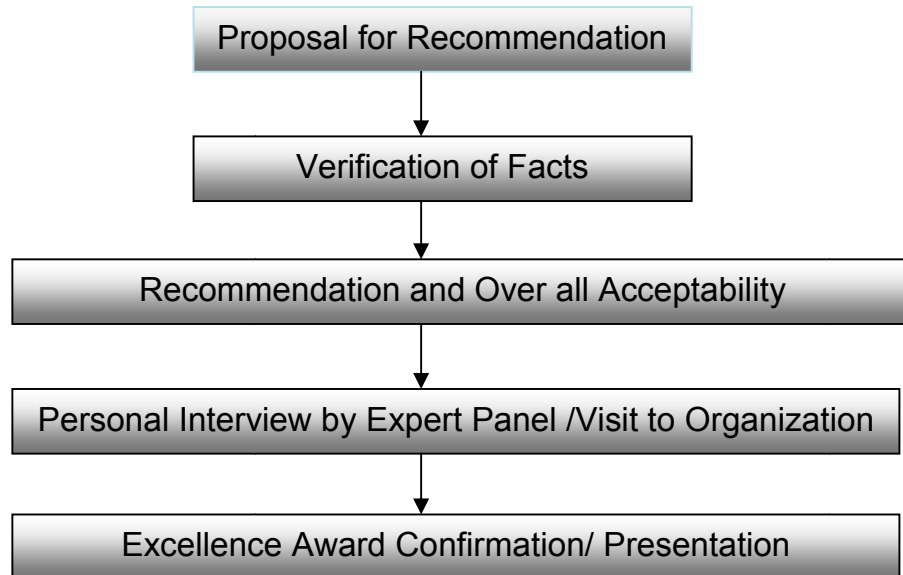 Proposal for Recommendation
Verification of Facts
Recommendation and Over all Acceptability
Personal Interview by Expert Panel /Visit to Organization
Excellence Award Confirmation/ Presentation